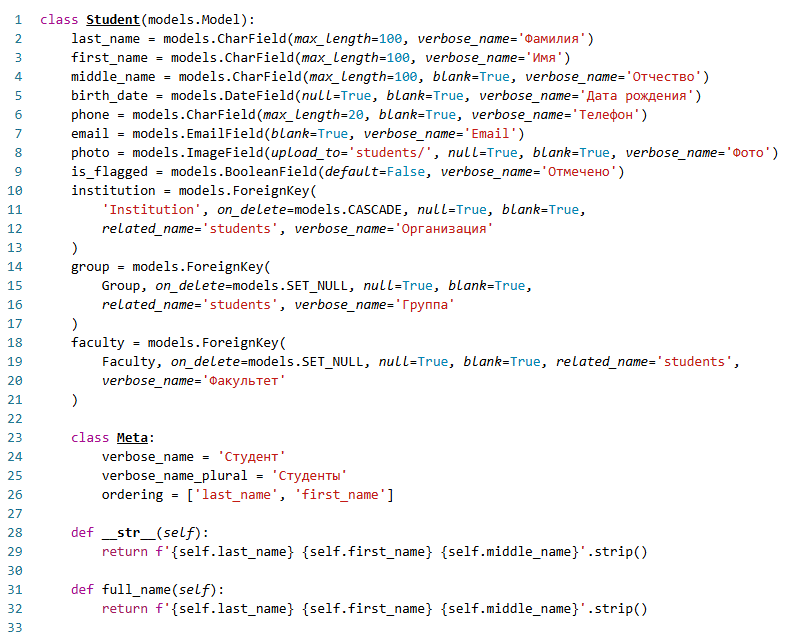 1 class Student(models.Model):
2     last_name = models.CharField(max_length=100, verbose_name='Фамилия')
3     first_name = models.CharField(max_length=100, verbose_name='Имя')
4     middle_name = models.CharField(max_length=100, blank=True, verbose_name='Отчество')
5     birth_date = models.DateField(null=True, blank=True, verbose_name='Дата рождения')
6     phone = models.CharField(max_length=20, blank=True, verbose_name='Телефон')
7     email = models.EmailField(blank=True, verbose_name='Email')
8     photo = models.ImageField(upload_to='students/', null=True, blank=True, verbose_name='Фото')
9     is_flagged = models.BooleanField(default=False, verbose_name='Отмечено')
10     institution = models.ForeignKey(
11         'Institution', on_delete=models.CASCADE, null=True, blank=True,
12         related_name='students', verbose_name='Организация'
13     )
14     group = models.ForeignKey(
15         Group, on_delete=models.SET_NULL, null=True, blank=True,
16         related_name='students', verbose_name='Группа'
17     )
18     faculty = models.ForeignKey(
19         Faculty, on_delete=models.SET_NULL, null=True, blank=True, related_name='students',
20         verbose_name='Факультет'
21     )
22
23     class Meta:
24         verbose_name = 'Студент'
25         verbose_name_plural = 'Студенты'
26         ordering = ['last_name', 'first_name']
27
28     def __str__(self):
29         return f'{self.last_name} {self.first_name} {self.middle_name}'.strip()
30
31     def full_name(self):
32         return f'{self.last_name} {self.first_name} {self.middle_name}'.strip()
33